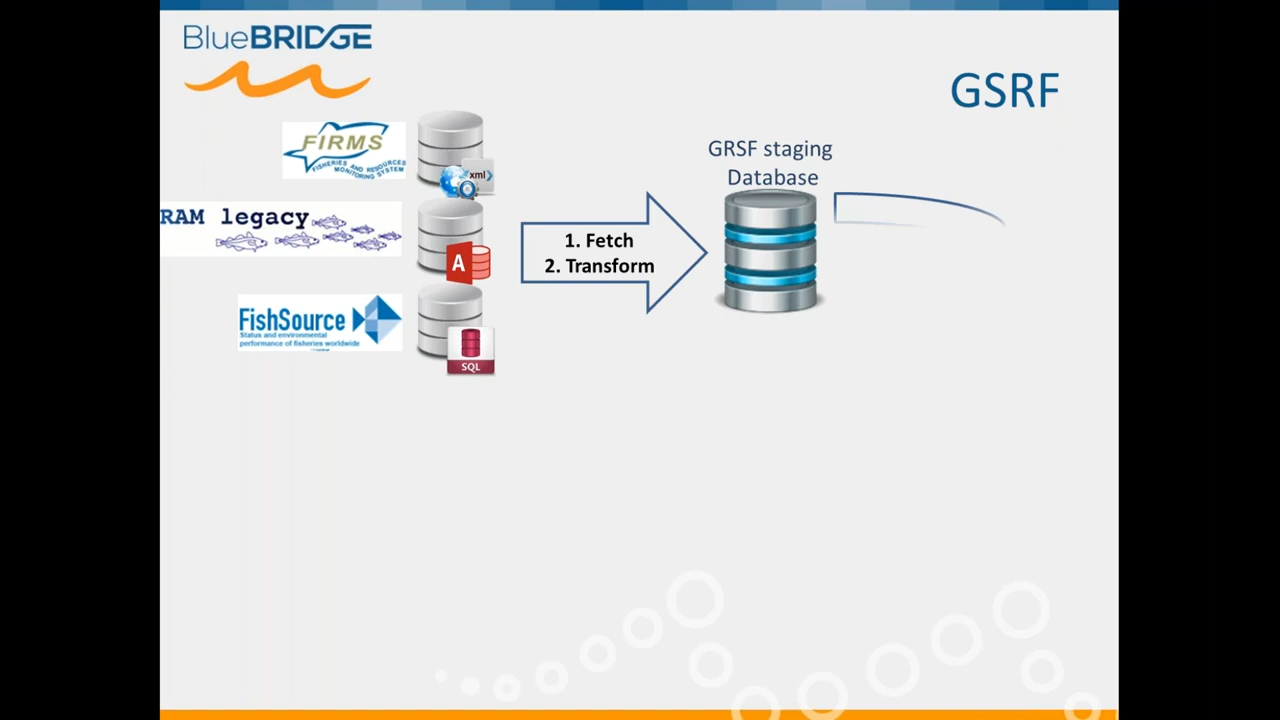 BlueBRIDGE
GSRF
FIRMS
FISHERIES AND RESOURCES
MONITORING SYSTEM
xml
RAM legacy
A
FishSource
Status and environmental
performance of fisheries worldwide
SQL
1. Fetch
2. Transform
GRSF staging
Database